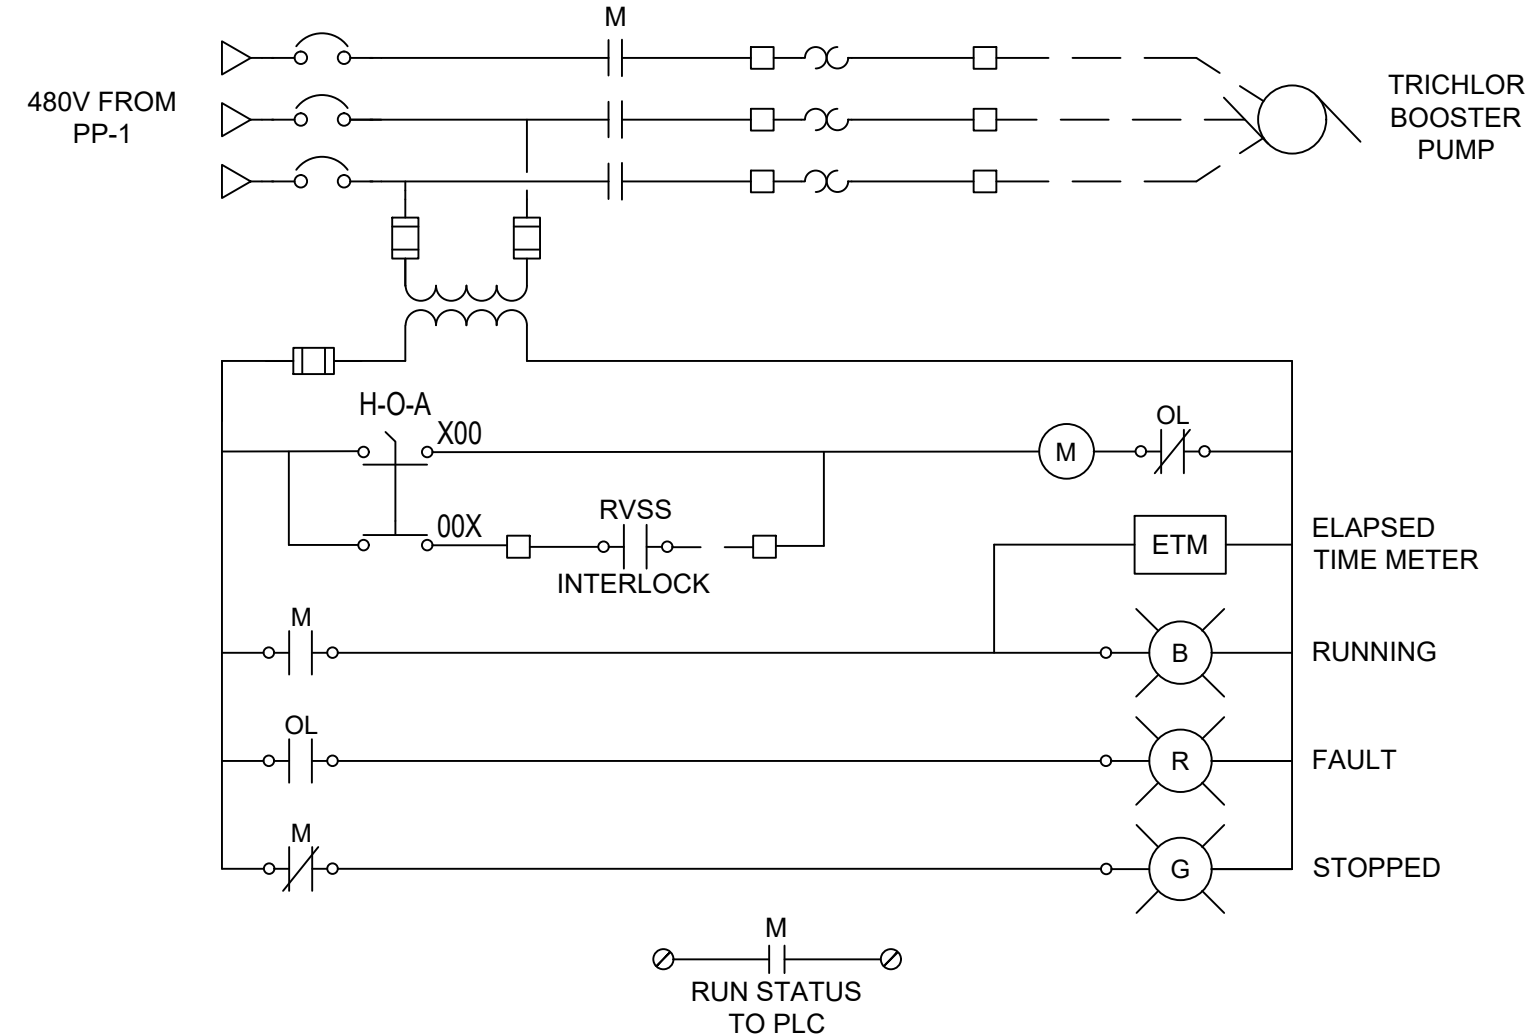 M
480V FROM
PP-1
TRICHLOR
BOOSTER
PUMP
H-O-A
X00
M
OL
00X
RVSS
INTERLOCK
ETM
ELAPSED
TIME METER
M
B
RUNNING
OL
R
FAULT
M
G
STOPPED
M
RUN STATUS
TO PLC